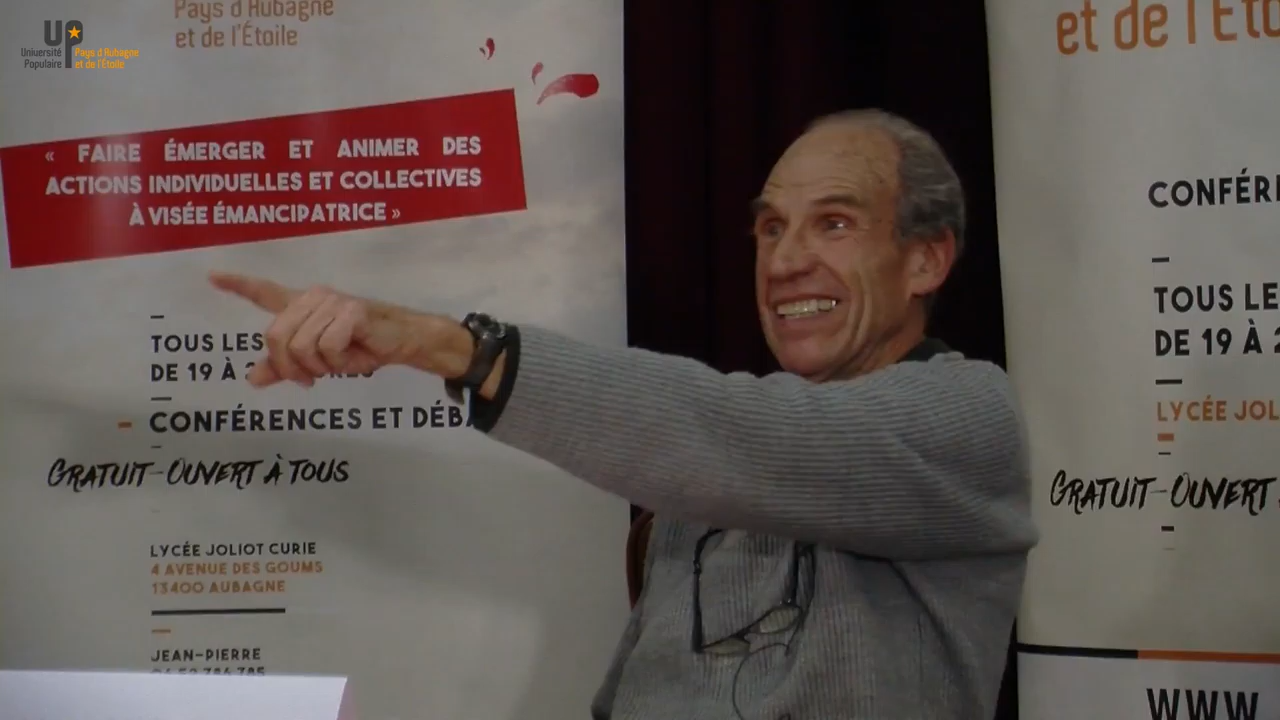 UP
Université
Populaire
Pays d'Aubagne
et de l'Étoile
Pays d'Aubagne
et de l'Étoile
« FAIRE ÉMERGER ET ANIMER DES
ACTIONS INDIVIDUELLES ET COLLECTIVES
À VISÉE ÉMANCIPATRICE »
TOUS LES
DE 19 À
CONFÉRENCES ET DÉBA
GRATUIT-OUVERT À TOUS
LYCÉE JOLIOT CURIE
4 AVENUE DES GOUMS
13400 AUBAGNE
JEAN-PIERRE
et de l'Éto
CONFÉR
TOUS LE
DE 19 À 2
LYCÉE JOL
GRATUIT-OUVERT
WWW